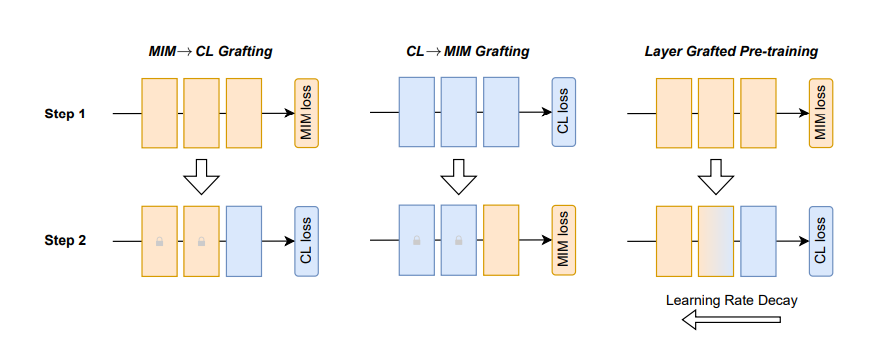 MIM→ CL Grafting
CL→ MIM Grafting
Layer Grafted Pre-training
Step 1
MIM loss
CL loss
MIM loss
Step 2
CL loss
MIM loss
CL loss
Learning Rate Decay